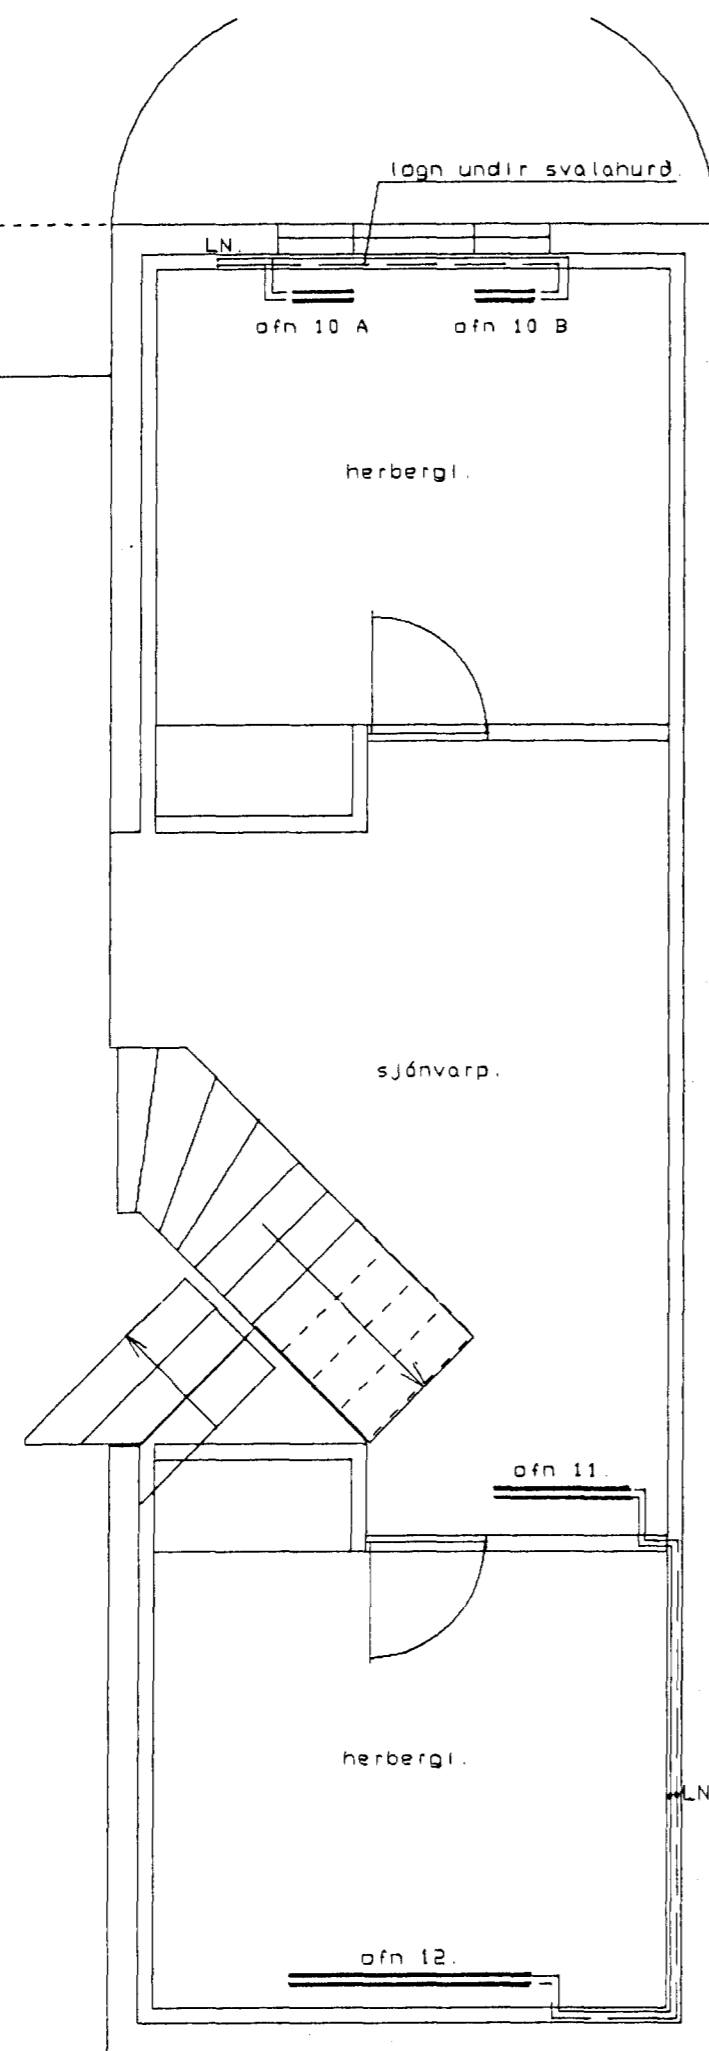 lögn undir svalahurð.
LN.
ofn 10 A
ofn 10 B
herbergi.
sjónvarp.
ofn 11.
herbergi.
LN
ofn 12.